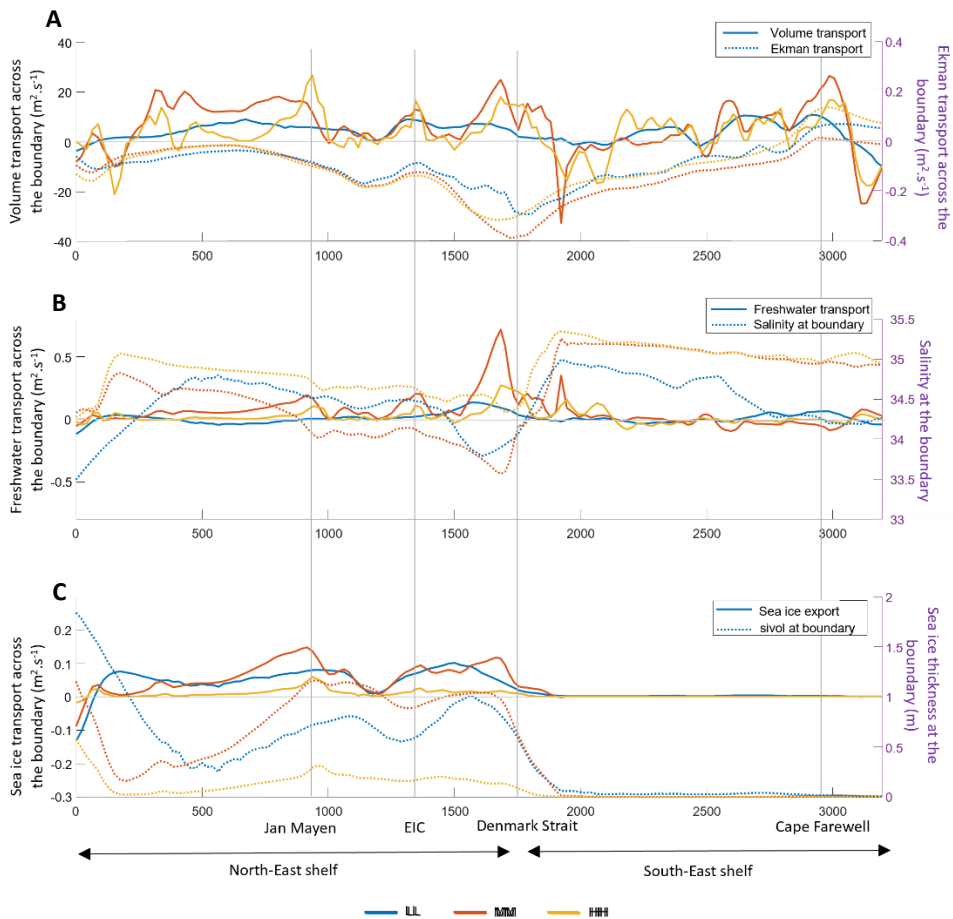 A
Volume transport across
the boundary (m².s⁻¹)
40
20
0
-20
-40
Volume transport
Ekman transport
0.4
0.2
0
-0.2
-0.4
Ekman transport across the
boundary (m².s⁻¹)
0
500
1000
1500
2000
2500
3000
B
Freshwater transport across
the boundary (m².s⁻¹)
0.5
0
-0.5
Freshwater transport
Salinity at boundary
35.5
35
34.5
34
33.5
33
Salinity at the boundary
0
500
1000
1500
2000
2500
3000
C
Sea ice transport across
the boundary (m².s⁻¹)
0.2
0.1
0
-0.1
-0.2
-0.3
Sea ice export
sivol at boundary
2
1.5
1
0.5
0
Sea ice thickness at the
boundary (m)
0
500
1000
1500
2000
2500
3000
Jan Mayen
EIC
Denmark Strait
Cape Farewell
North-East shelf
South-East shelf
LL
MM
HH